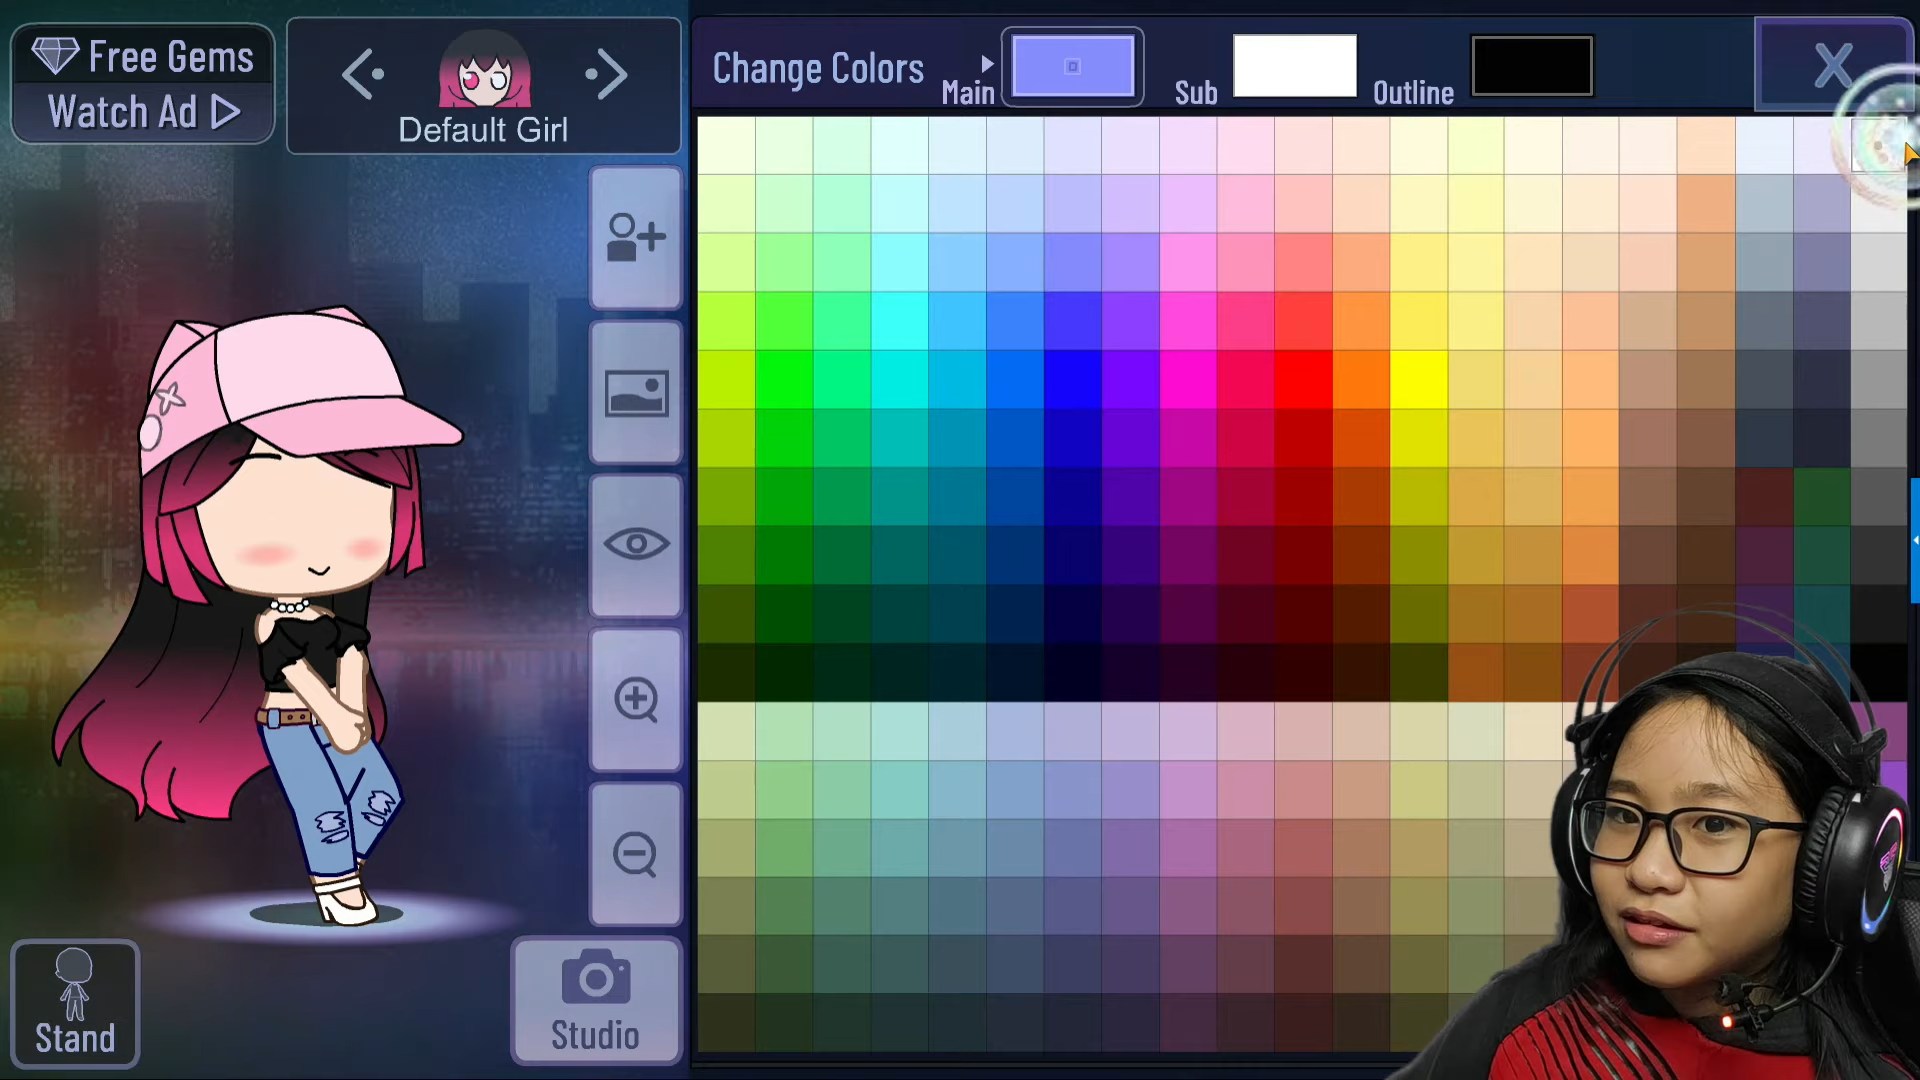 Free Gems
Watch Ad
Default Girl
Change Colors
Main
Sub
Outline
X
Stand
Studio